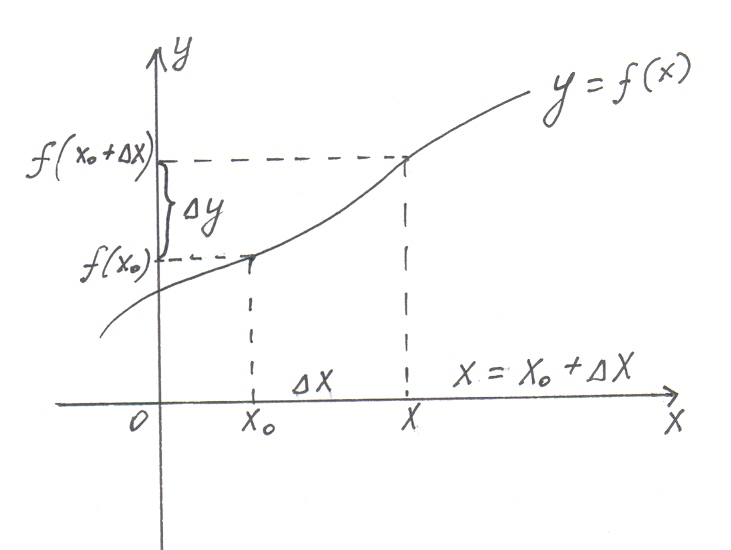 y
y = f(x)
f(x₀ + Δx)
Δy
f(x₀)
Δx
x = x₀ + Δx
0
x₀
x
x